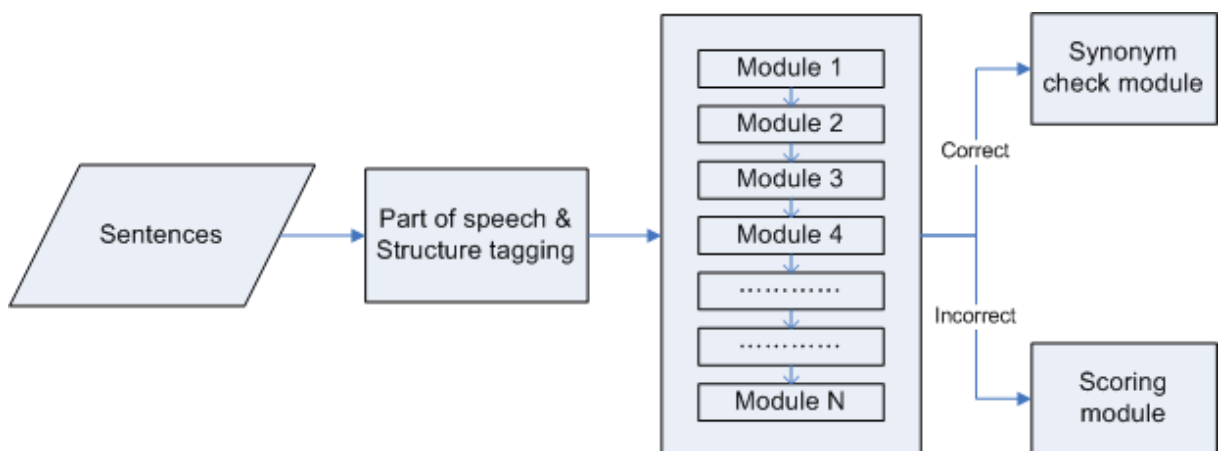 Sentences
Part of speech &
Structure tagging
Module 1
Module 2
Module 3
Module 4
············
············
Module N
Correct
Incorrect
Synonym
check module
Scoring
module